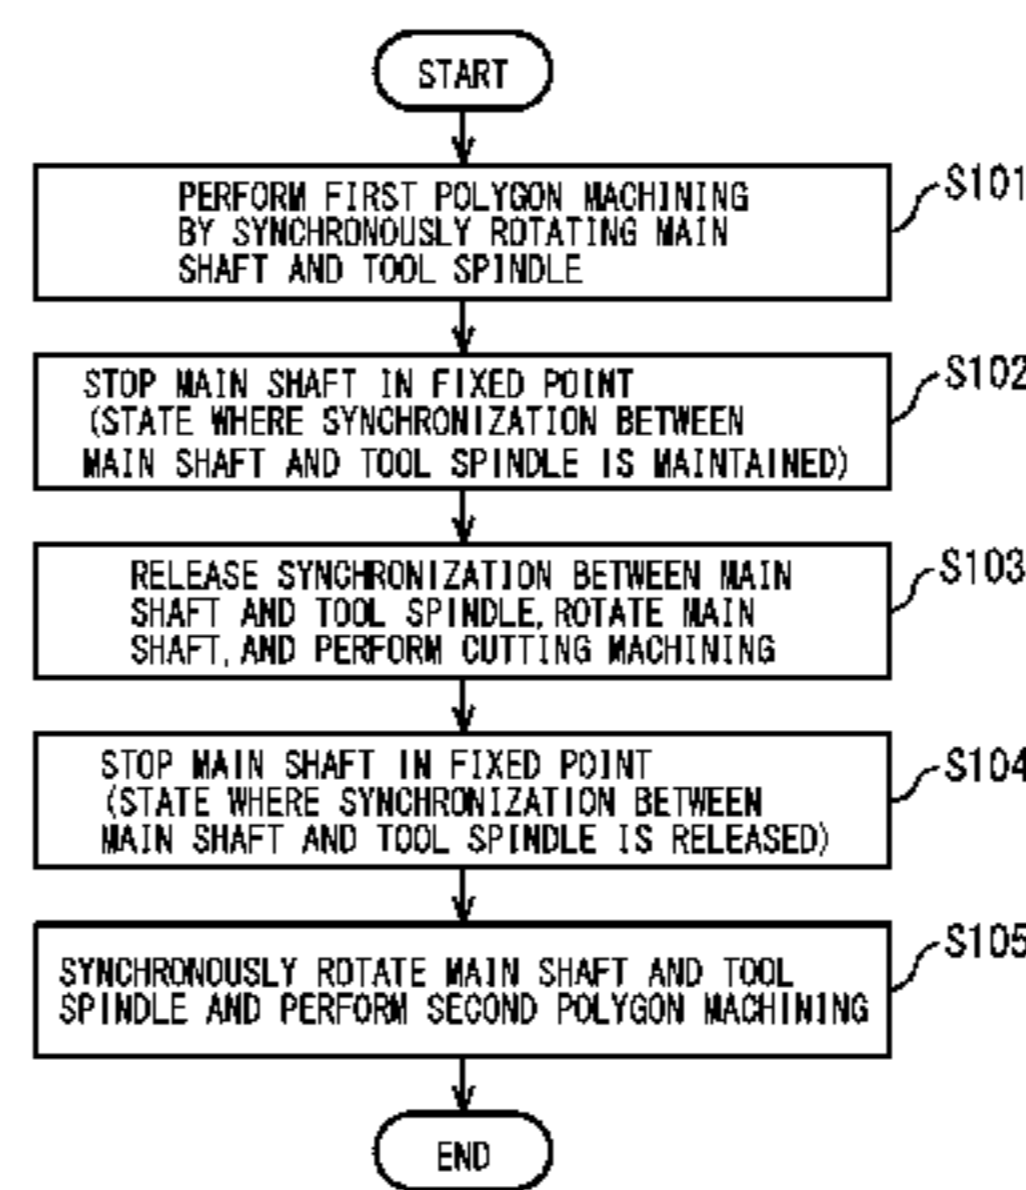 START
PERFORM FIRST POLYGON MACHINING
BY SYNCHRONOUSLY ROTATING MAIN
SHAFT AND TOOL SPINDLE
S101
STOP MAIN SHAFT IN FIXED POINT
(STATE WHERE SYNCHRONIZATION BETWEEN
MAIN SHAFT AND TOOL SPINDLE IS MAINTAINED)
S102
RELEASE SYNCHRONIZATION BETWEEN MAIN
SHAFT AND TOOL SPINDLE, ROTATE MAIN
SHAFT, AND PERFORM CUTTING MACHINING
S103
STOP MAIN SHAFT IN FIXED POINT
(STATE WHERE SYNCHRONIZATION BETWEEN
MAIN SHAFT AND TOOL SPINDLE IS RELEASED)
S104
SYNCHRONOUSLY ROTATE MAIN SHAFT AND TOOL
SPINDLE AND PERFORM SECOND POLYGON MACHINING
S105
END